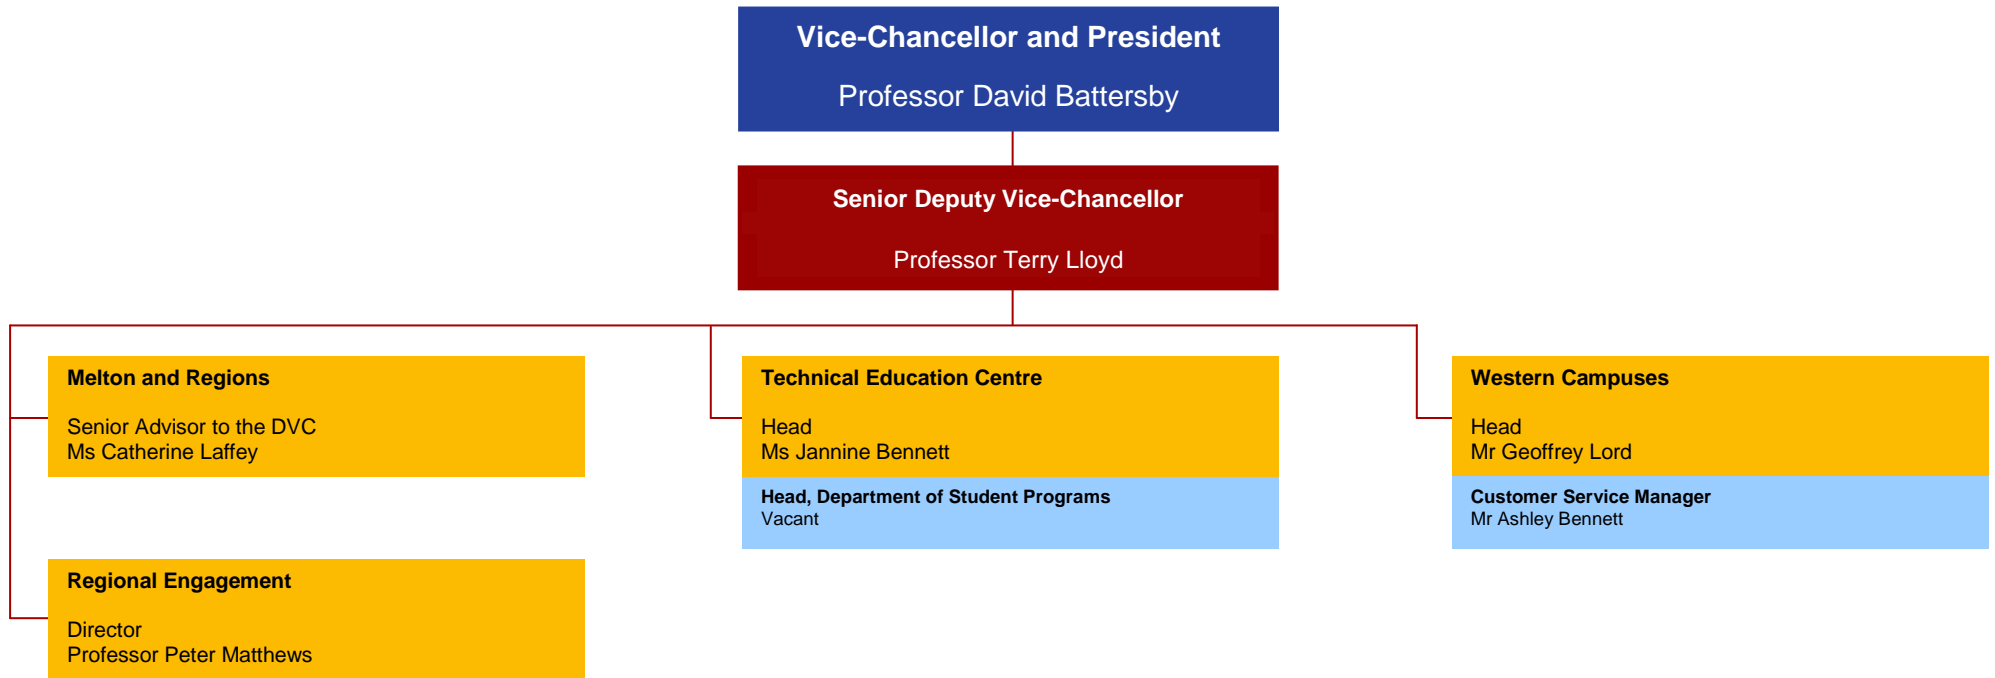 Vice-Chancellor and President
Professor David Battersby
Senior Deputy Vice-Chancellor
Professor Terry Lloyd
Melton and Regions
Senior Advisor to the DVC
Ms Catherine Laffey
Technical Education Centre
Head
Ms Jannine Bennett
Head, Department of Student Programs
Vacant
Western Campuses
Head
Mr Geoffrey Lord
Customer Service Manager
Mr Ashley Bennett
Regional Engagement
Director
Professor Peter Matthews